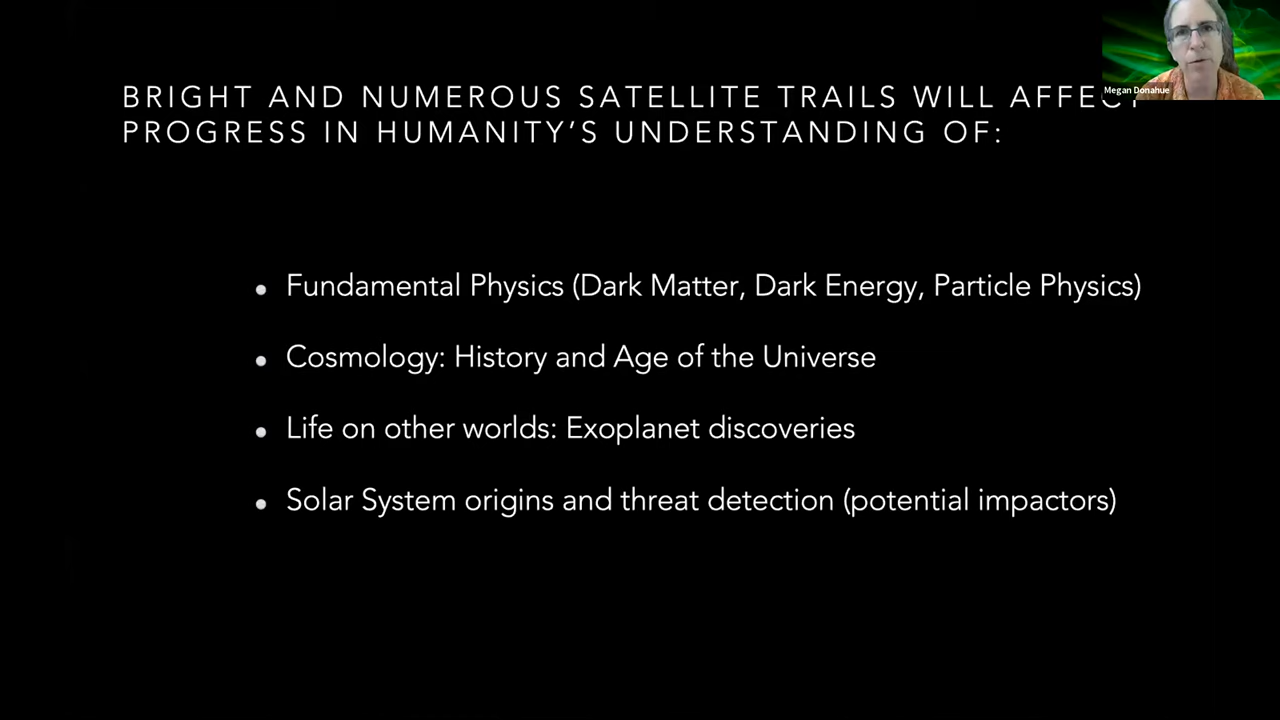 BRIGHT AND NUMEROUS SATELLITE TRAILS WILL AFFECT
PROGRESS IN HUMANITY'S UNDERSTANDING OF:
Megan Donahue
• Fundamental Physics (Dark Matter, Dark Energy, Particle Physics)
• Cosmology: History and Age of the Universe
• Life on other worlds: Exoplanet discoveries
• Solar System origins and threat detection (potential impactors)